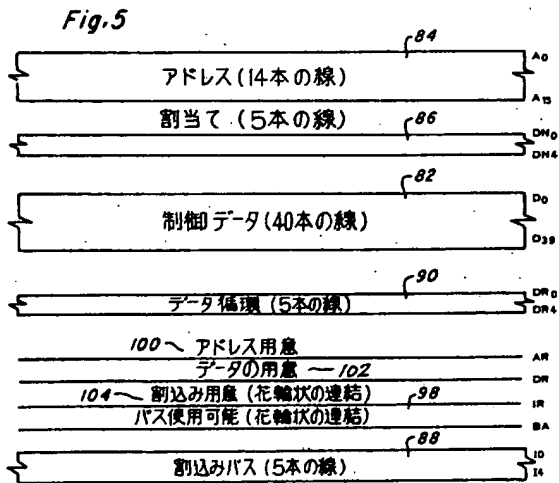 Fig.5
84
アドレス(14本の線)
A0
A13
割当て (5本の線)
86
DN0
DN4
82
制御データ(40本の線)
D0
D39
90
データ循環(5本の線)
DR0
DR4
100 アドレス用意
AR
データの用意 102
DR
104 割込み用意(花輪状の連結) 98
IR
バス使用可能(花輪状の連結)
BA
88
割込みバス(5本の線)
I0
I4